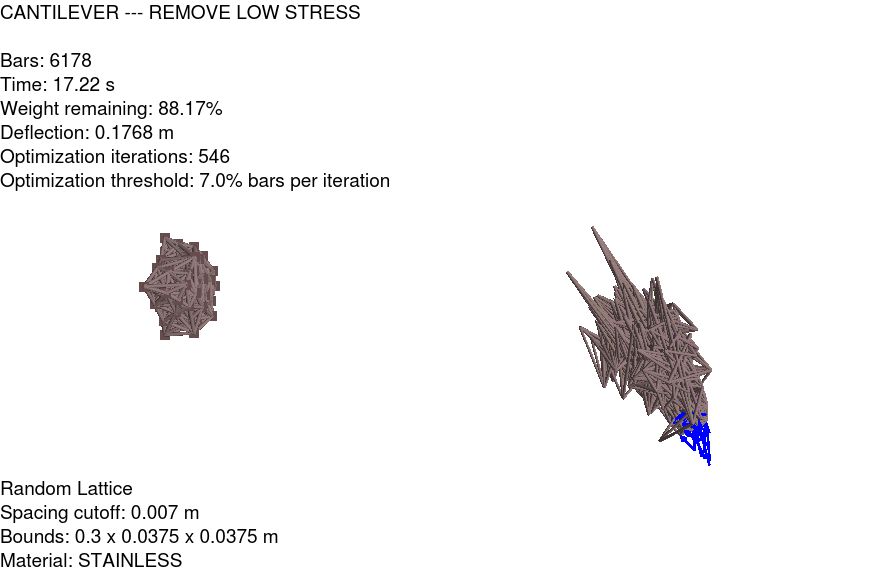 CANTILEVER --- REMOVE LOW STRESS
Bars: 6178
Time: 17.22 s
Weight remaining: 88.17%
Deflection: 0.1768 m
Optimization iterations: 546
Optimization threshold: 7.0% bars per iteration
Random Lattice
Spacing cutoff: 0.007 m
Bounds: 0.3 x 0.0375 x 0.0375 m
Material: STAINLESS